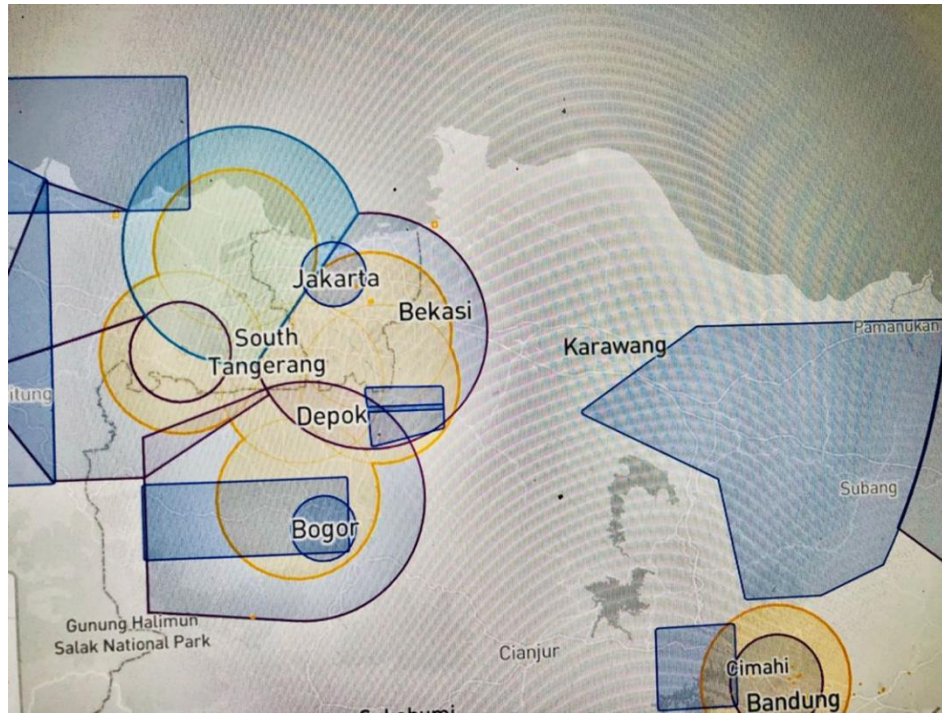 Jakarta
Bekasi
South
Tangerang
Karawang
Pamanukan
itung
Depok
Subang
Bogor
Gunung Halimun
Salak National Park
Cianjur
Cimahi
Bandung